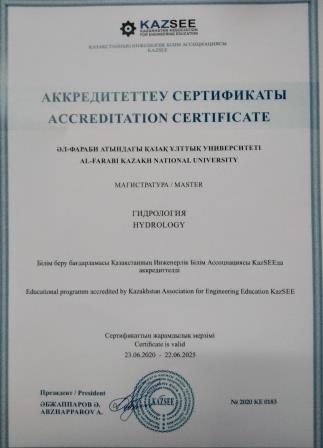 KAZSEE
KAZAKHSTAN ASSOCIATION
FOR ENGINEERING EDUCATION
ҚАЗАҚСТАННЫҢ ИНЖЕНЕРЛІК БІЛІМ АССОЦИАЦИЯСЫ
KAZSEE
АККРЕДИТТЕУ СЕРТИФИКАТЫ
ACCREDITATION CERTIFICATE
ӘЛ-ФАРАБИ АТЫНДАҒЫ ҚАЗАҚ ҰЛТТЫҚ УНИВЕРСИТЕТІ
AL-FARABI KAZAKH NATIONAL UNIVERSITY
МАГИСТРАТУРА / MASTER
ГИДРОЛОГИЯ
HYDROLOGY
Білім беру бағдарламасы Қазақстанның Инженерлік Білім Ассоциациясы KazSEEда
аккредиттелді
Educational programm accredited by Kazakhstan Association for Engineering Education KazSEE
Сертификаттың жарамдылық мерзімі
Certificate is valid
23.06.2020 - 22.06.2025
Президент / President
ӘБЖАППАРОВ Ә.
ABZHAPPAROV A.
KAZSEE
№ 2020 KE 0183